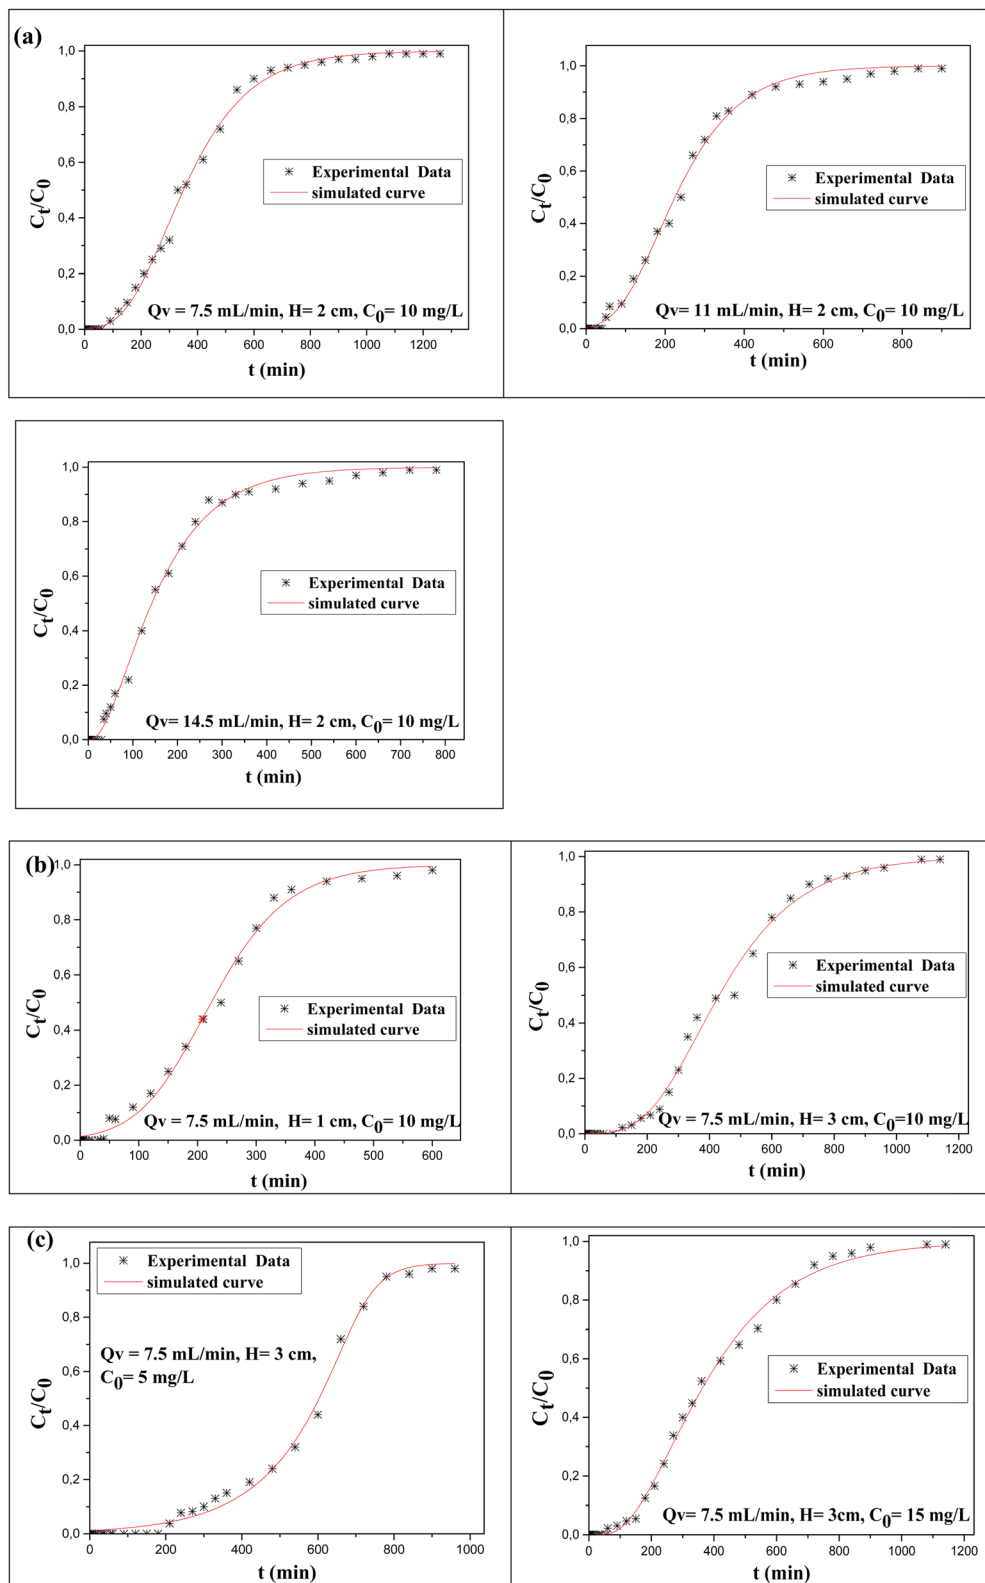 (a)
1,0
0,8
0,6
0,4
0,2
0,0
Ct/C0
Experimental Data
simulated curve
Qv = 7.5 mL/min, H= 2 cm, C0= 10 mg/L
0 200 400 600 800 1000 1200
t (min)
1,0
0,8
0,6
0,4
0,2
0,0
Ct/C0
Experimental Data
simulated curve
Qv= 11 mL/min, H= 2 cm, C0= 10 mg/L
0 200 400 600 800
t (min)
1,0
0,8
0,6
0,4
0,2
0,0
Ct/C0
Experimental Data
simulated curve
Qv= 14.5 mL/min, H= 2 cm, C0= 10 mg/L
0 100 200 300 400 500 600 700 800
t (min)
(b)
1,0
0,8
0,6
0,4
0,2
0,0
Ct/C0
Experimental Data
simulated curve
Qv = 7.5 mL/min, H= 1 cm, C0= 10 mg/L
0 100 200 300 400 500 600
t (min)
1,0
0,8
0,6
0,4
0,2
0,0
Ct/C0
Experimental Data
simulated curve
Qv = 7.5 mL/min, H= 3 cm, C0=10 mg/L
0 200 400 600 800 1000 1200
t (min)
(c)
1,0
0,8
0,6
0,4
0,2
0,0
Ct/C0
Experimental Data
simulated curve
Qv = 7.5 mL/min, H= 3 cm,
C0= 5 mg/L
0 200 400 600 800 1000
t (min)
1,0
0,8
0,6
0,4
0,2
0,0
Ct/C0
Experimental Data
simulated curve
Qv= 7.5 mL/min, H= 3cm, C0= 15 mg/L
0 200 400 600 800 1000 1200
t (min)